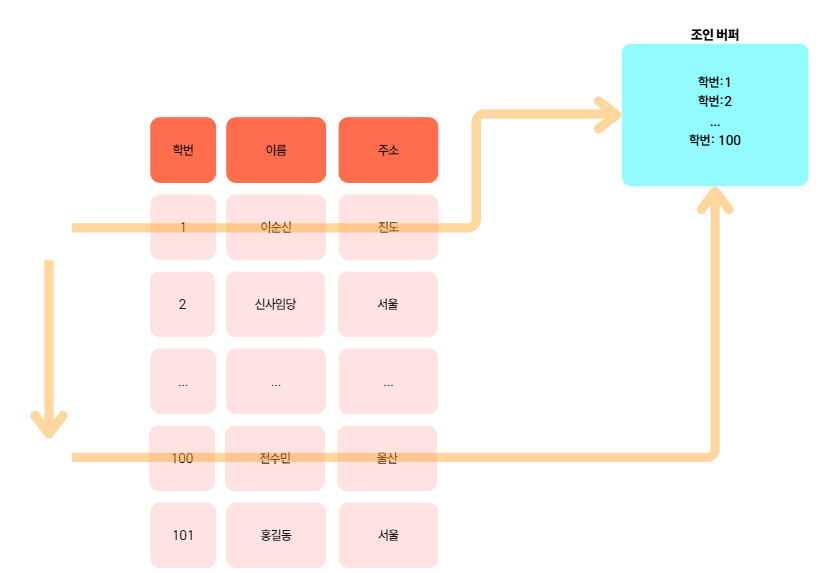 조인 버퍼
학번:1
학번:2
...
학번: 100
학번 이름 주소
1 이순신 진도
2 신사임당 서울
... ... ...
100 전수민 울산
101 홍길동 서울